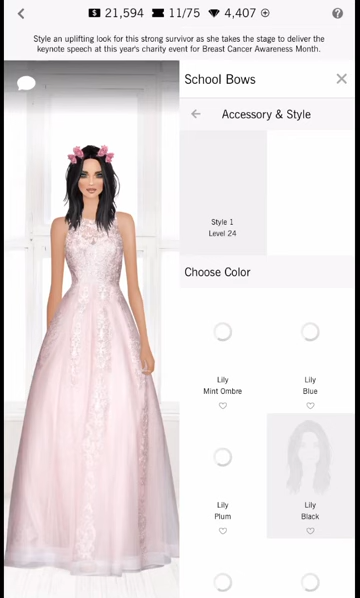 21,594 11/75 4,407
Style an uplifting look for this strong survivor as she takes the stage to deliver the
keynote speech at this year's charity event for Breast Cancer Awareness Month.
School Bows
Accessory & Style
Style 1
Level 24
Choose Color
Lily
Mint Ombre
Lily
Blue
Lily
Plum
Lily
Black